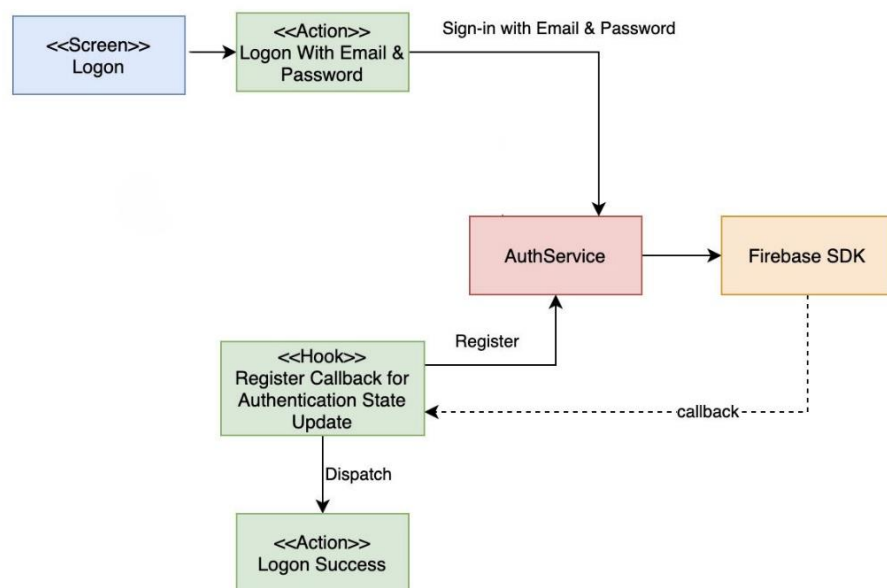 <<Screen>>
Logon
<<Action>>
Logon With Email &
Password
Sign-in with Email & Password
AuthService
Firebase SDK
Register
<<Hook>>
Register Callback for
Authentication State
Update
callback
Dispatch
<<Action>>
Logon Success